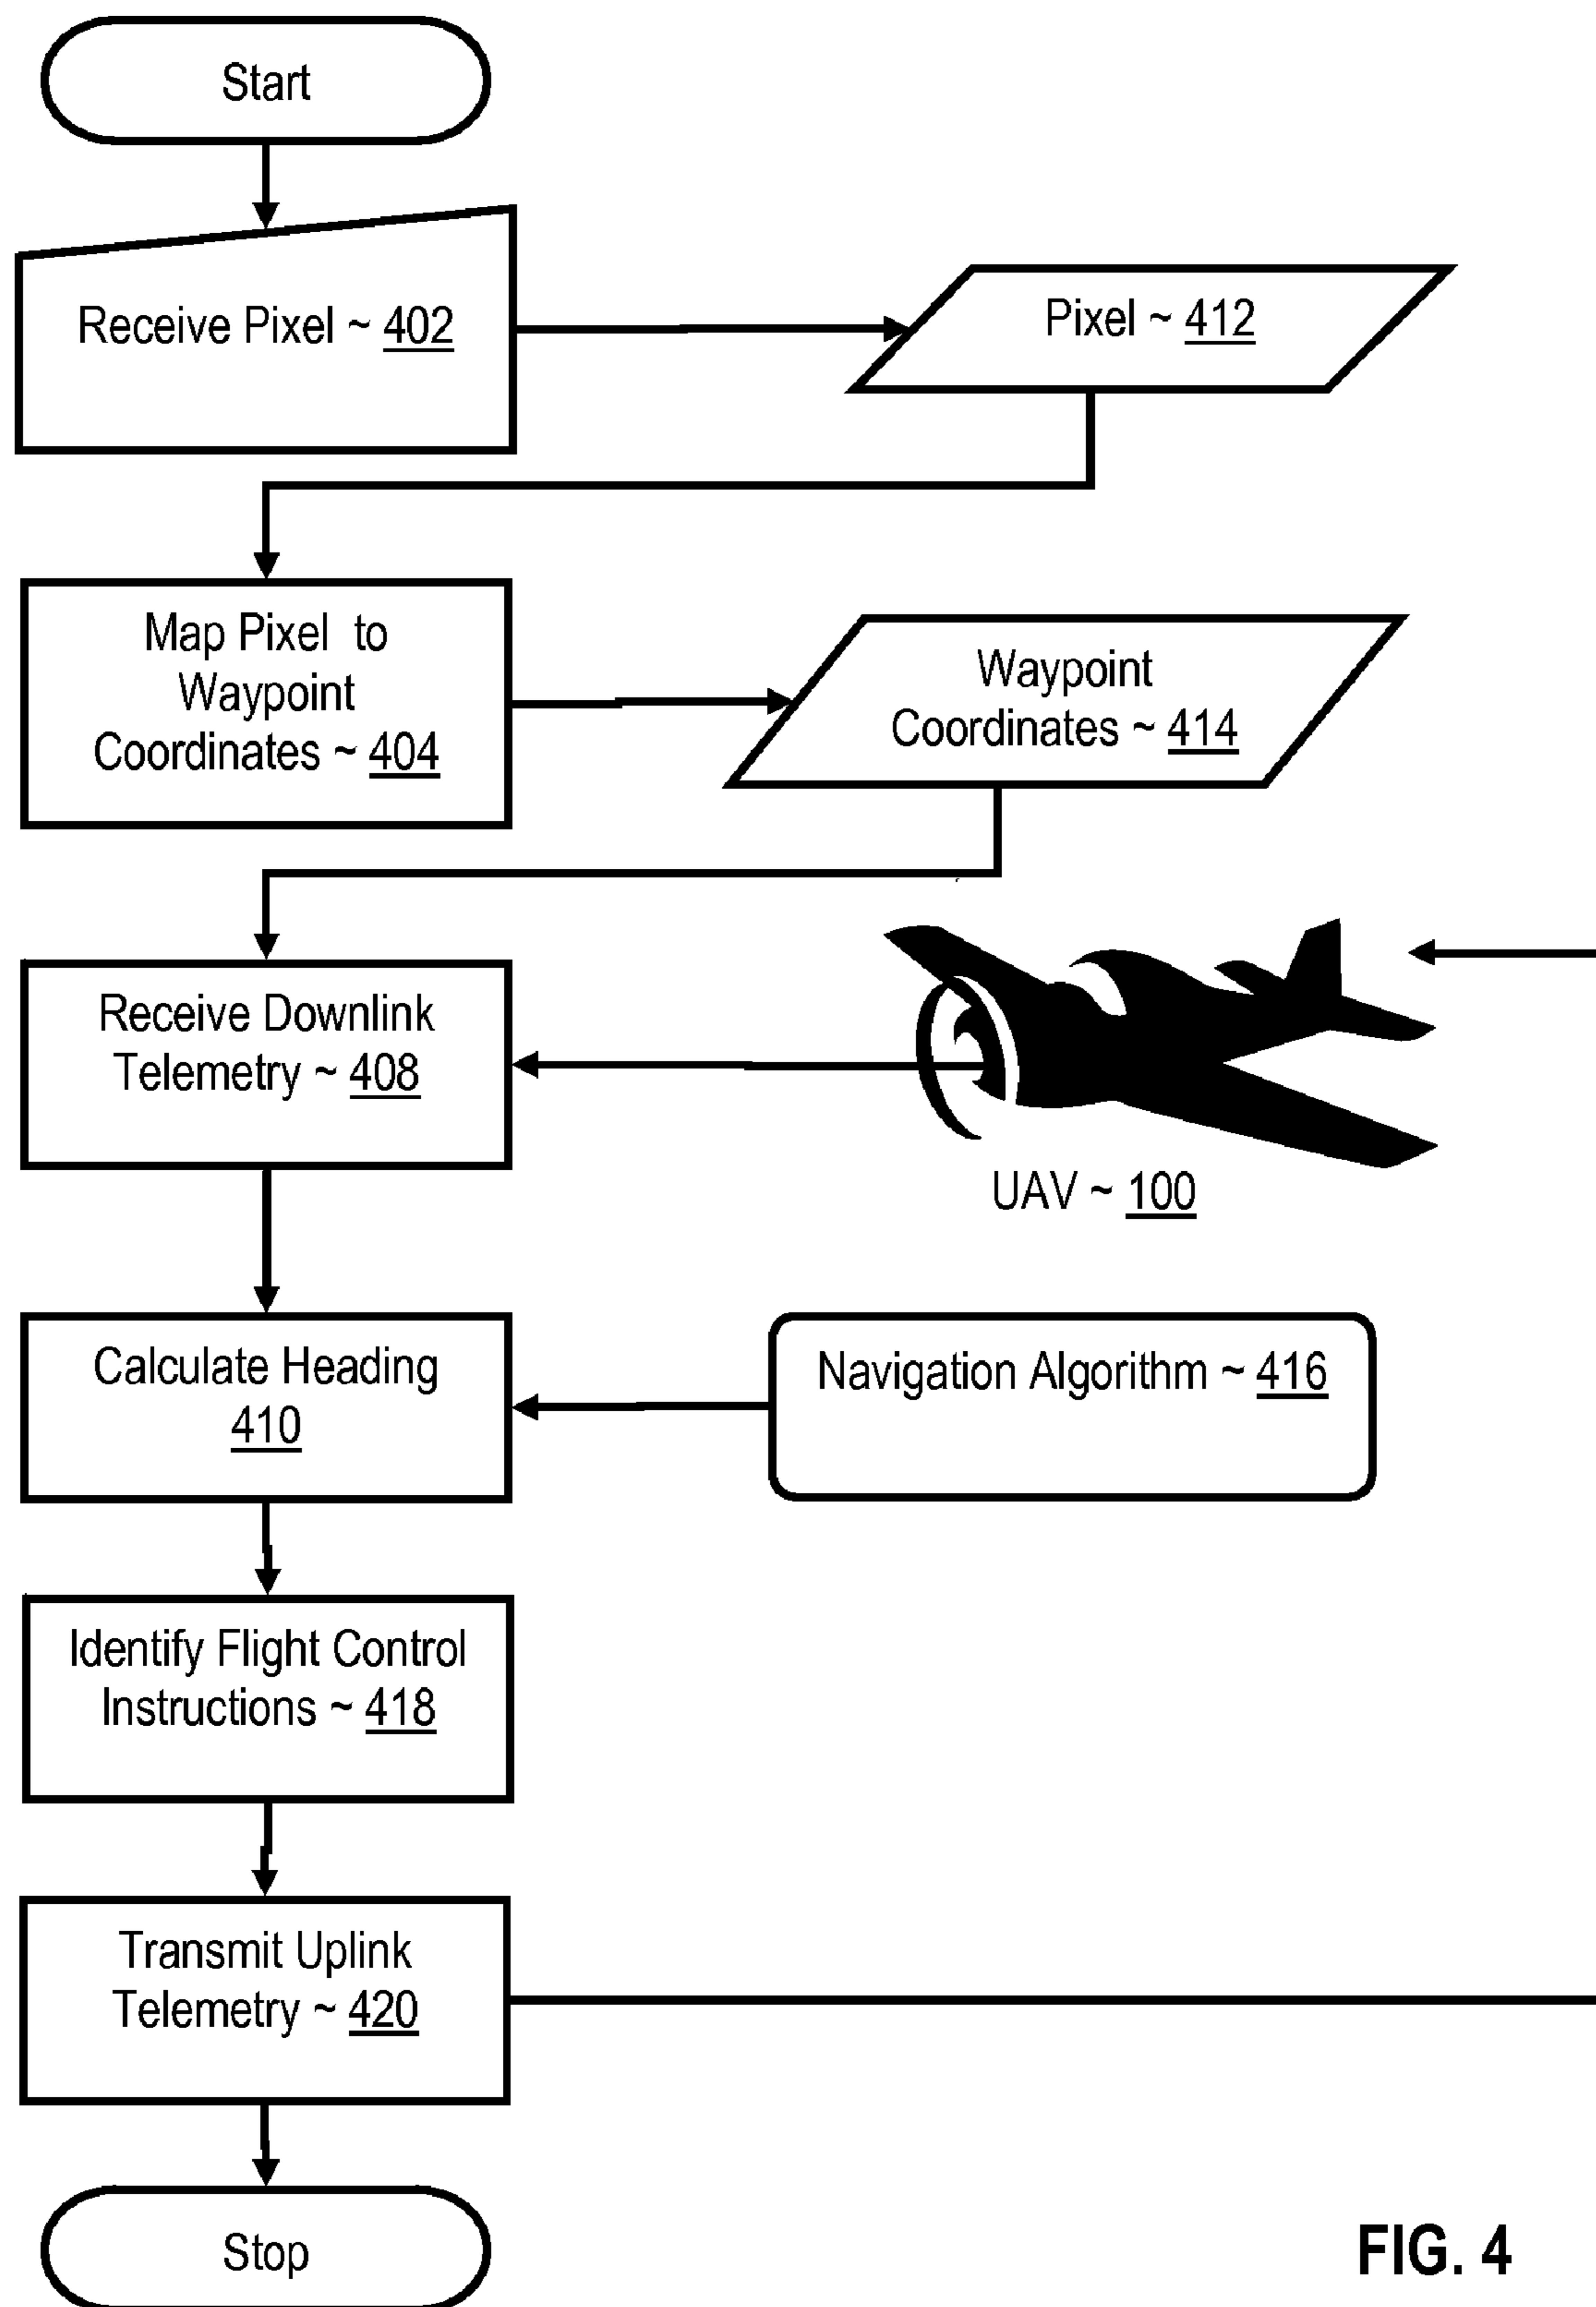 Start
Receive Pixel ~ 402
Pixel ~ 412
Map Pixel to
Waypoint
Coordinates ~ 404
Waypoint
Coordinates ~ 414
Receive Downlink
Telemetry ~ 408
UAV ~ 100
Calculate Heading
410
Navigation Algorithm ~ 416
Identify Flight Control
Instructions ~ 418
Transmit Uplink
Telemetry ~ 420
Stop
FIG. 4